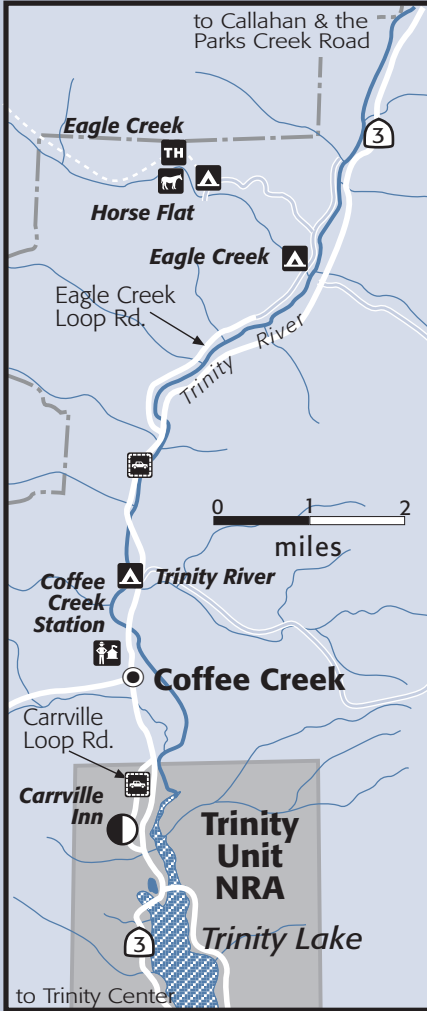 to Callahan & the
Parks Creek Road
3
Eagle Creek
TH
Horse Flat
Eagle Creek
Eagle Creek
Loop Rd.
Trinity River
0 1 2
miles
Trinity River
Coffee
Creek
Station
Coffee Creek
Carrville
Loop Rd.
Carrville
Inn
Trinity
Unit
NRA
Trinity Lake
3
to Trinity Center